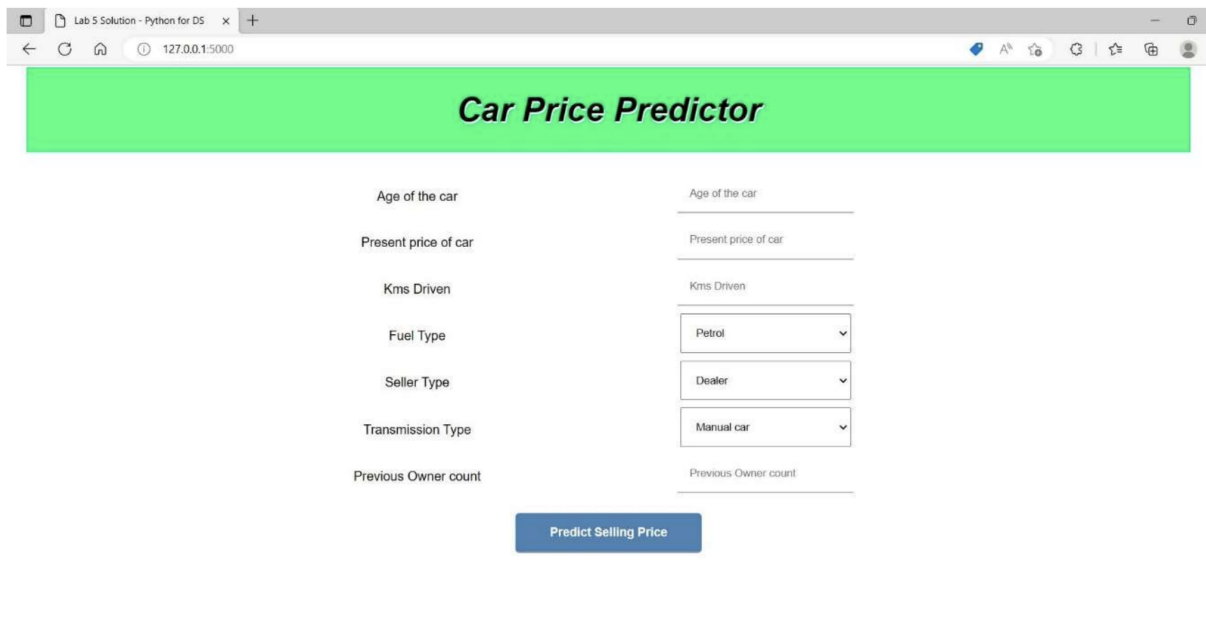 Lab 5 Solution - Python for DS
127.0.0.1:5000
Car Price Predictor
Age of the car Age of the car
Present price of car Present price of car
Kms Driven Kms Driven
Fuel Type Petrol
Seller Type Dealer
Transmission Type Manual car
Previous Owner count Previous Owner count
Predict Selling Price